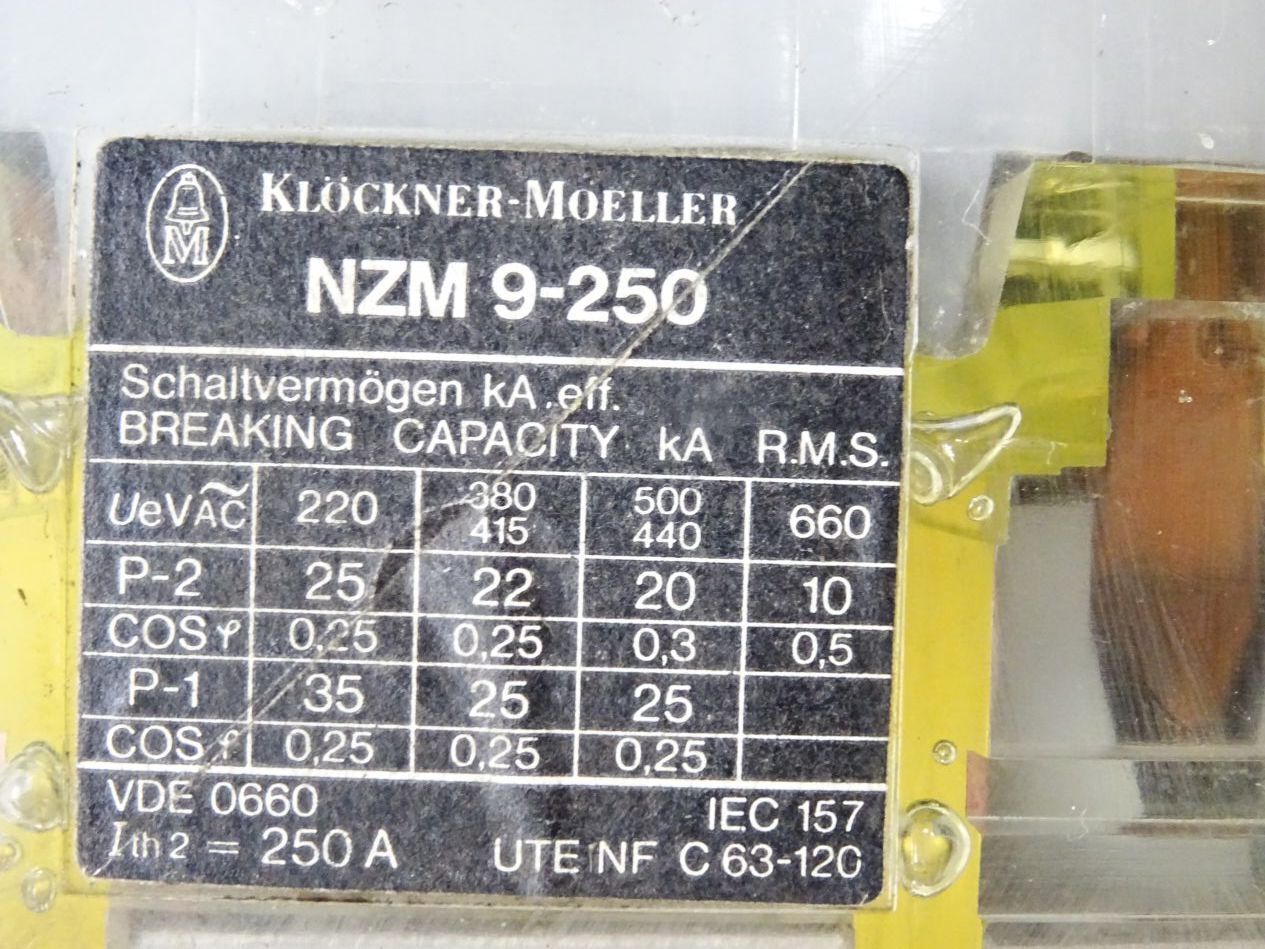 M
KLÖCKNER-MOELLER
NZM 9-250
Schaltvermögen kA.eff.
BREAKING CAPACITY kA R.M.S.
UeV~AC 220 380 415 500 440 660
P-2 25 22 20 10
COS φ 0,25 0,25 0,3 0,5
P-1 35 25 25
COS φ 0,25 0,25 0,25
VDE 0660 IEC 157
Ith2 = 250 A UTE NF C 63-120